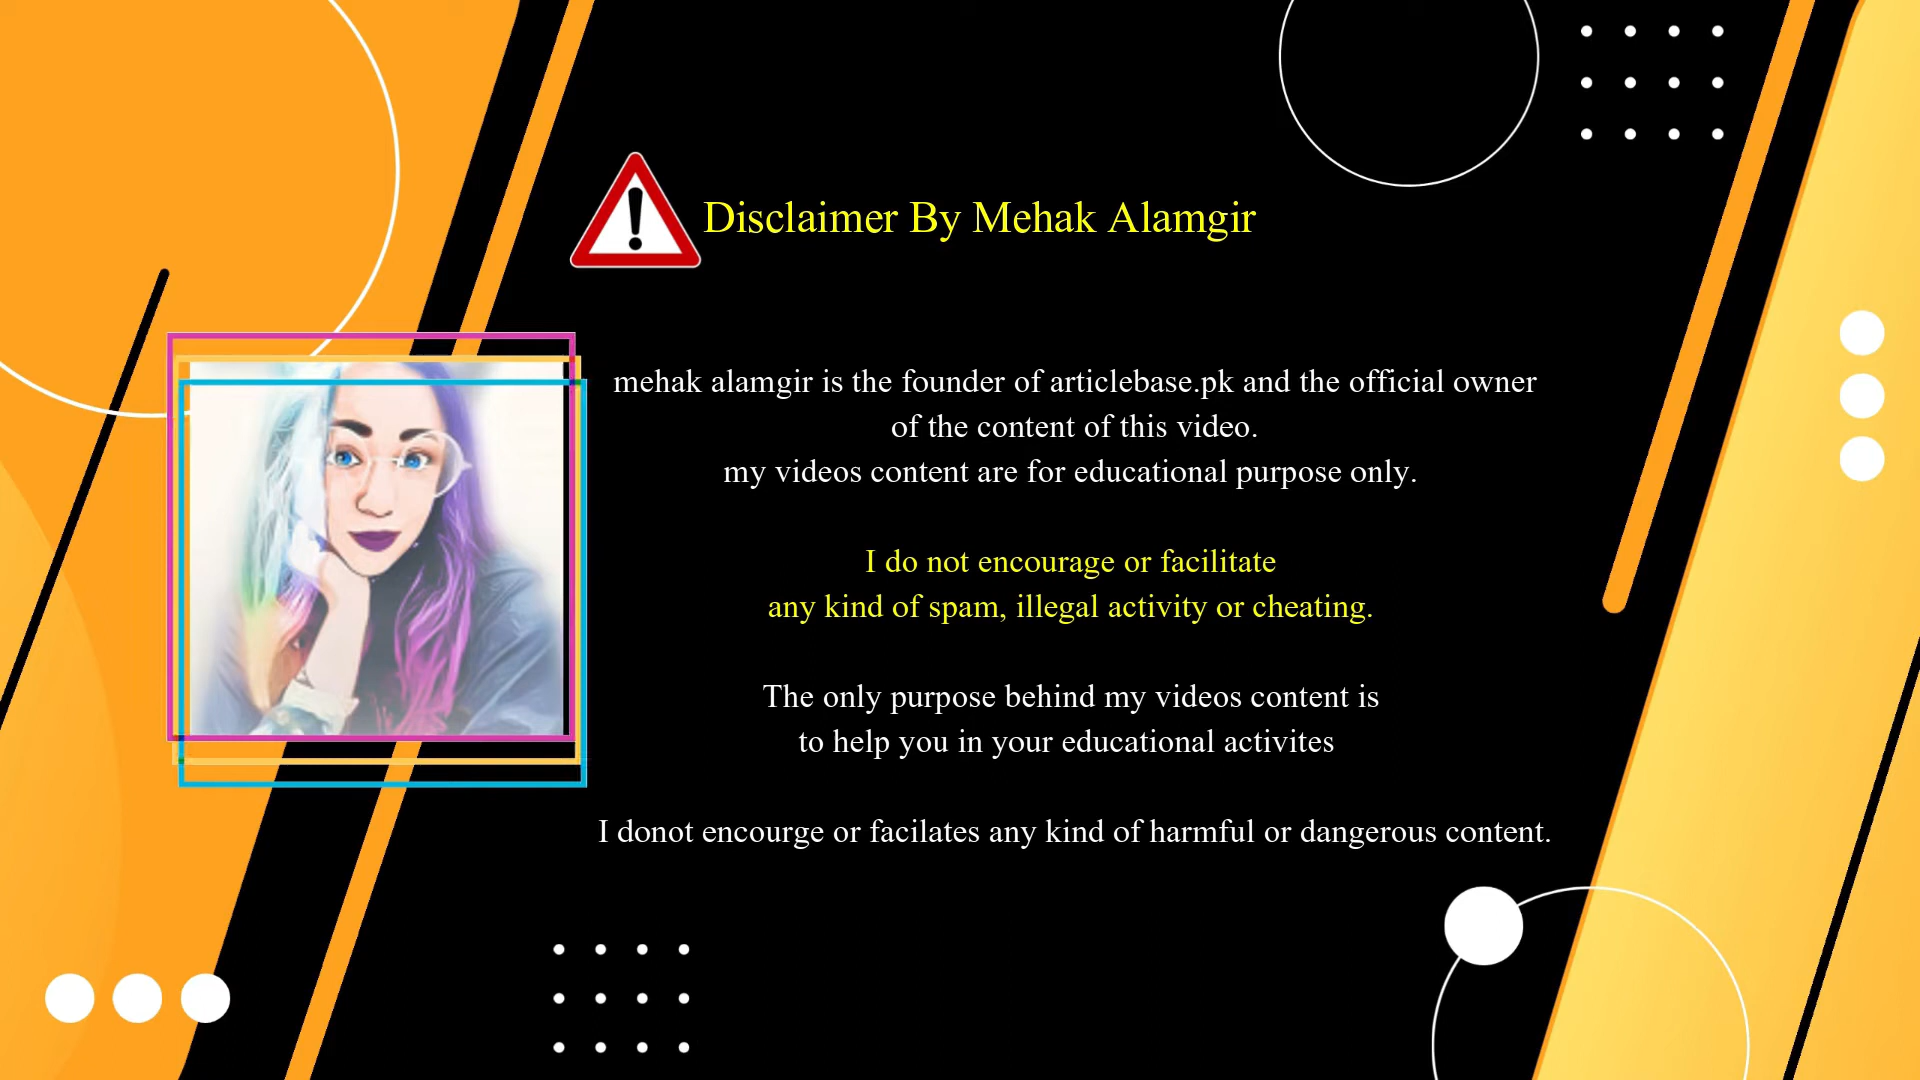 Disclaimer By Mehak Alamgir
mehak alamgir is the founder of articlebase.pk and the official owner
of the content of this video.
my videos content are for educational purpose only.
I do not encourage or facilitate
any kind of spam, illegal activity or cheating.
The only purpose behind my videos content is
to help you in your educational activites
I donot encourge or facilates any kind of harmful or dangerous content.